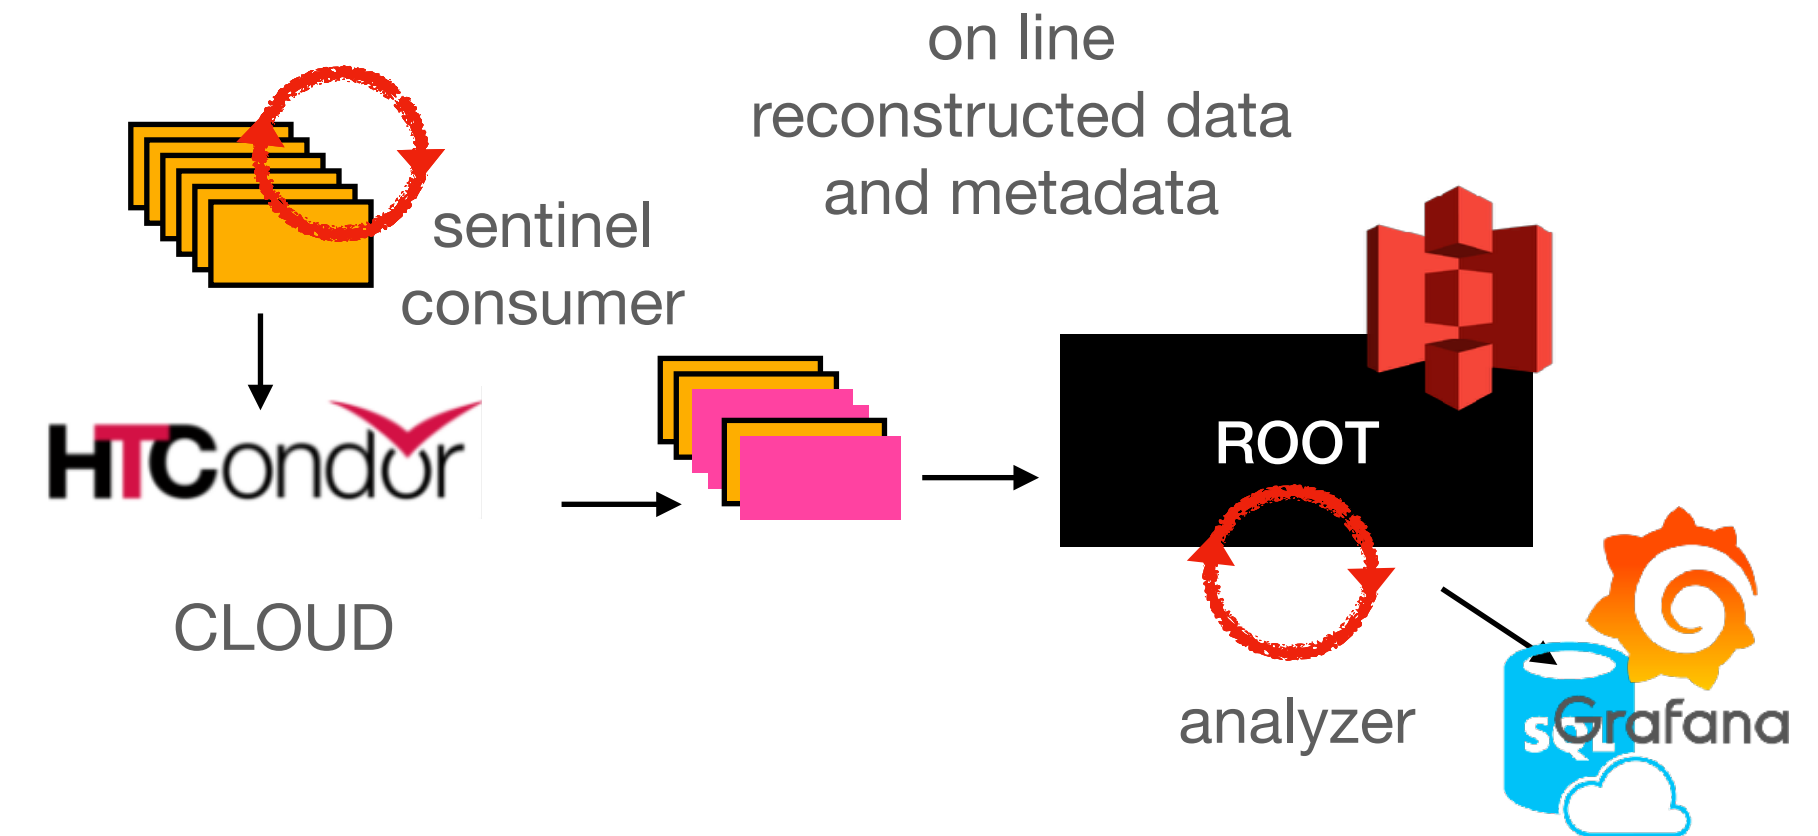 on line
reconstructed data
and metadata
sentinel
consumer
HTCondor
ROOT
CLOUD
analyzer
SQL
Grafana